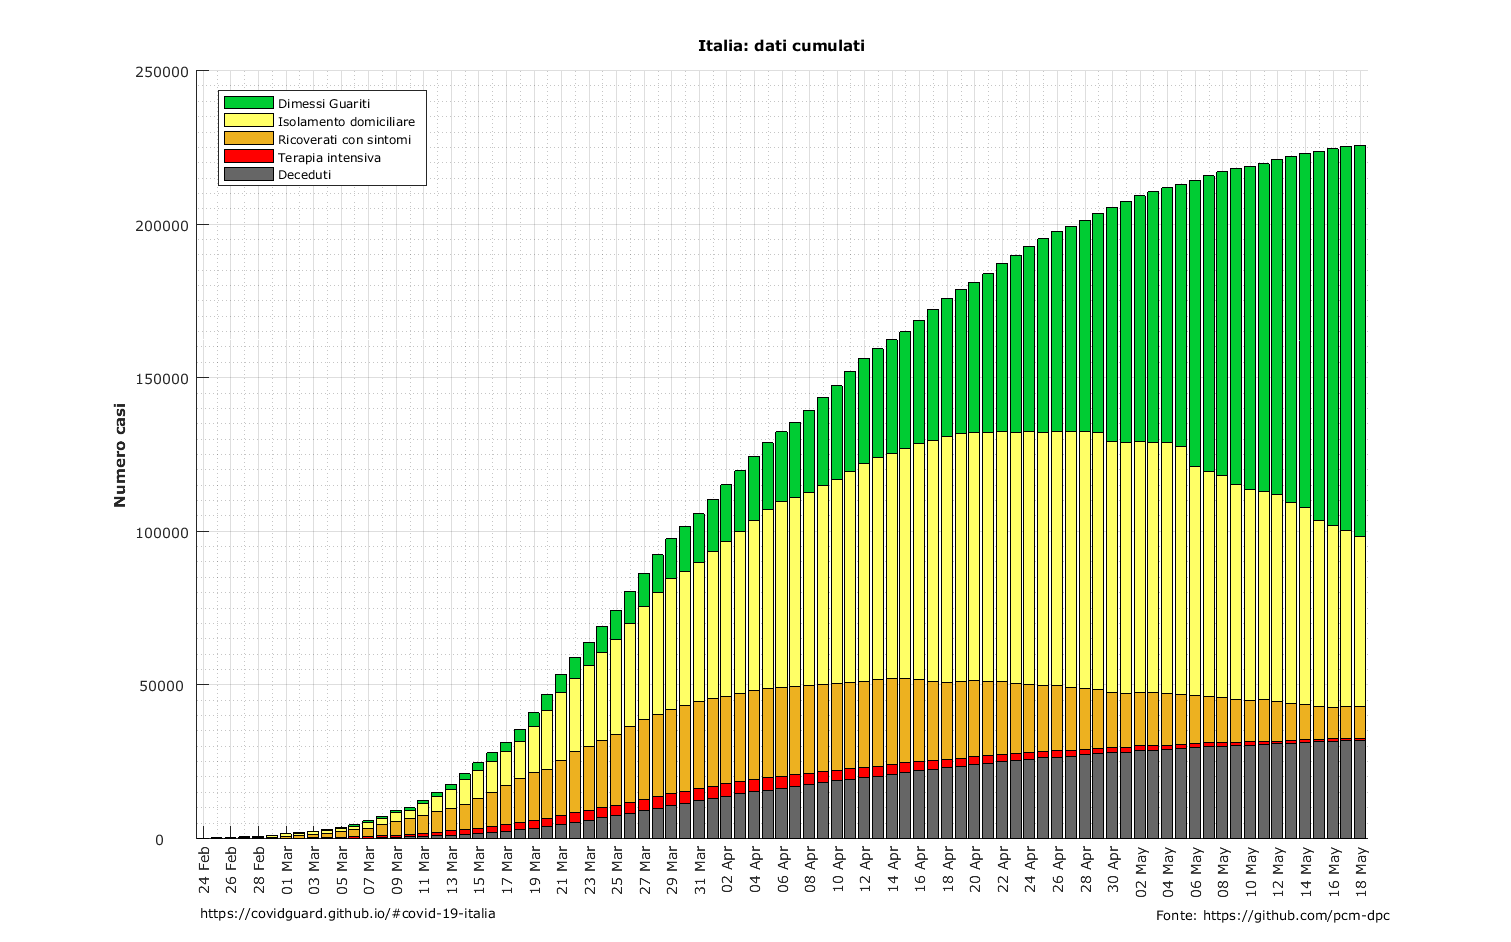 Italia: dati cumulati
250000
200000
150000
100000
50000
0
Numero casi
Dimessi Guariti
Isolamento domiciliare
Ricoverati con sintomi
Terapia intensiva
Deceduti
24 Feb
26 Feb
28 Feb
01 Mar
03 Mar
05 Mar
07 Mar
09 Mar
11 Mar
13 Mar
15 Mar
17 Mar
19 Mar
21 Mar
23 Mar
25 Mar
27 Mar
29 Mar
31 Mar
02 Apr
04 Apr
06 Apr
08 Apr
10 Apr
12 Apr
14 Apr
16 Apr
18 Apr
20 Apr
22 Apr
24 Apr
26 Apr
28 Apr
30 Apr
02 May
04 May
06 May
08 May
10 May
12 May
14 May
16 May
18 May
https://covidguard.github.io/#covid-19-italia
Fonte: https://github.com/pcm-dpc